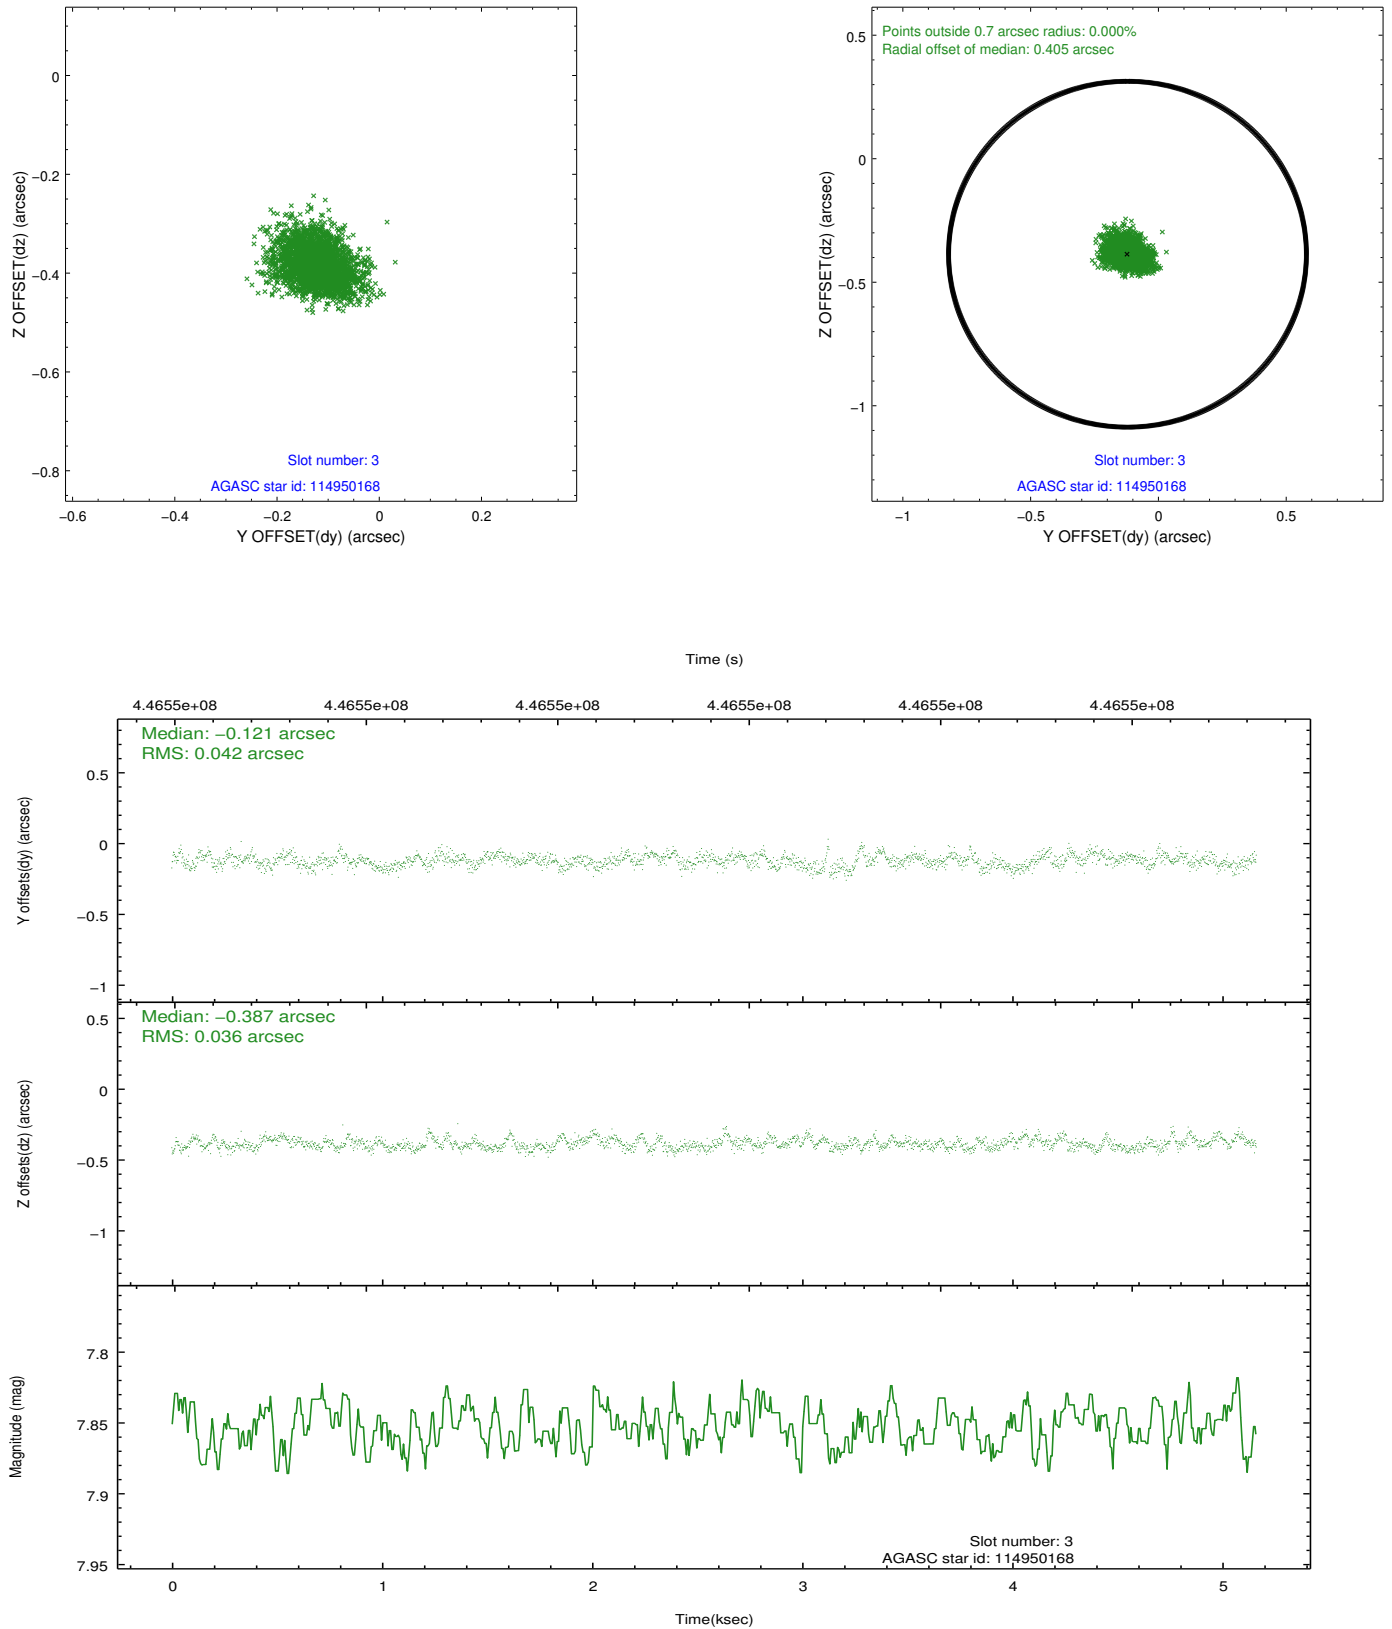 0
−0.2
−0.4
−0.6
−0.8
Z OFFSET(dz) (arcsec)
Slot number: 3
AGASC star id: 114950168
−0.6 −0.4 −0.2 0 0.2
Y OFFSET(dy) (arcsec)
Points outside 0.7 arcsec radius: 0.000%
Radial offset of median: 0.405 arcsec
0.5
0
−0.5
−1
Z OFFSET(dz) (arcsec)
Slot number: 3
AGASC star id: 114950168
−1 −0.5 0 0.5
Y OFFSET(dy) (arcsec)
Time (s)
4.4655e+08 4.4655e+08 4.4655e+08 4.4655e+08 4.4655e+08 4.4655e+08
Median: −0.121 arcsec
RMS: 0.042 arcsec
0.5
0
−0.5
−1
Y offsets(dy) (arcsec)
Median: −0.387 arcsec
RMS: 0.036 arcsec
0.5
0
−0.5
−1
Z offsets(dz) (arcsec)
7.8
7.85
7.9
7.95
Magnitude (mag)
Slot number: 3
AGASC star id: 114950168
0 1 2 3 4 5
Time(ksec)